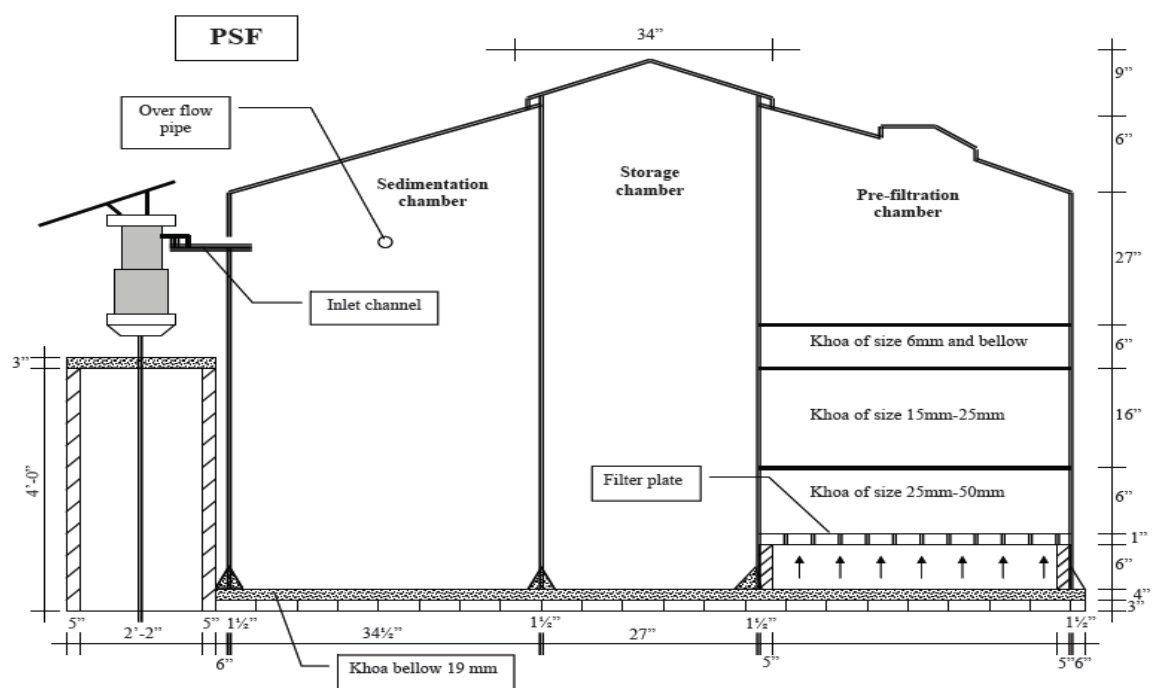 PSF
34”
9”
Over flow
pipe
6”
Sedimentation
chamber
Storage
chamber
Pre-filtration
chamber
27”
Inlet channel
Khoa of size 6mm and bellow
6”
3”
Khoa of size 15mm-25mm
16”
4’-0”
Filter plate
Khoa of size 25mm-50mm
6”
1”
6”
4”
3”
5”
2’-2”
5”
1½”
34½”
1½”
27”
1½”
1½”
6”
5”
5”
6”
Khoa bellow 19 mm